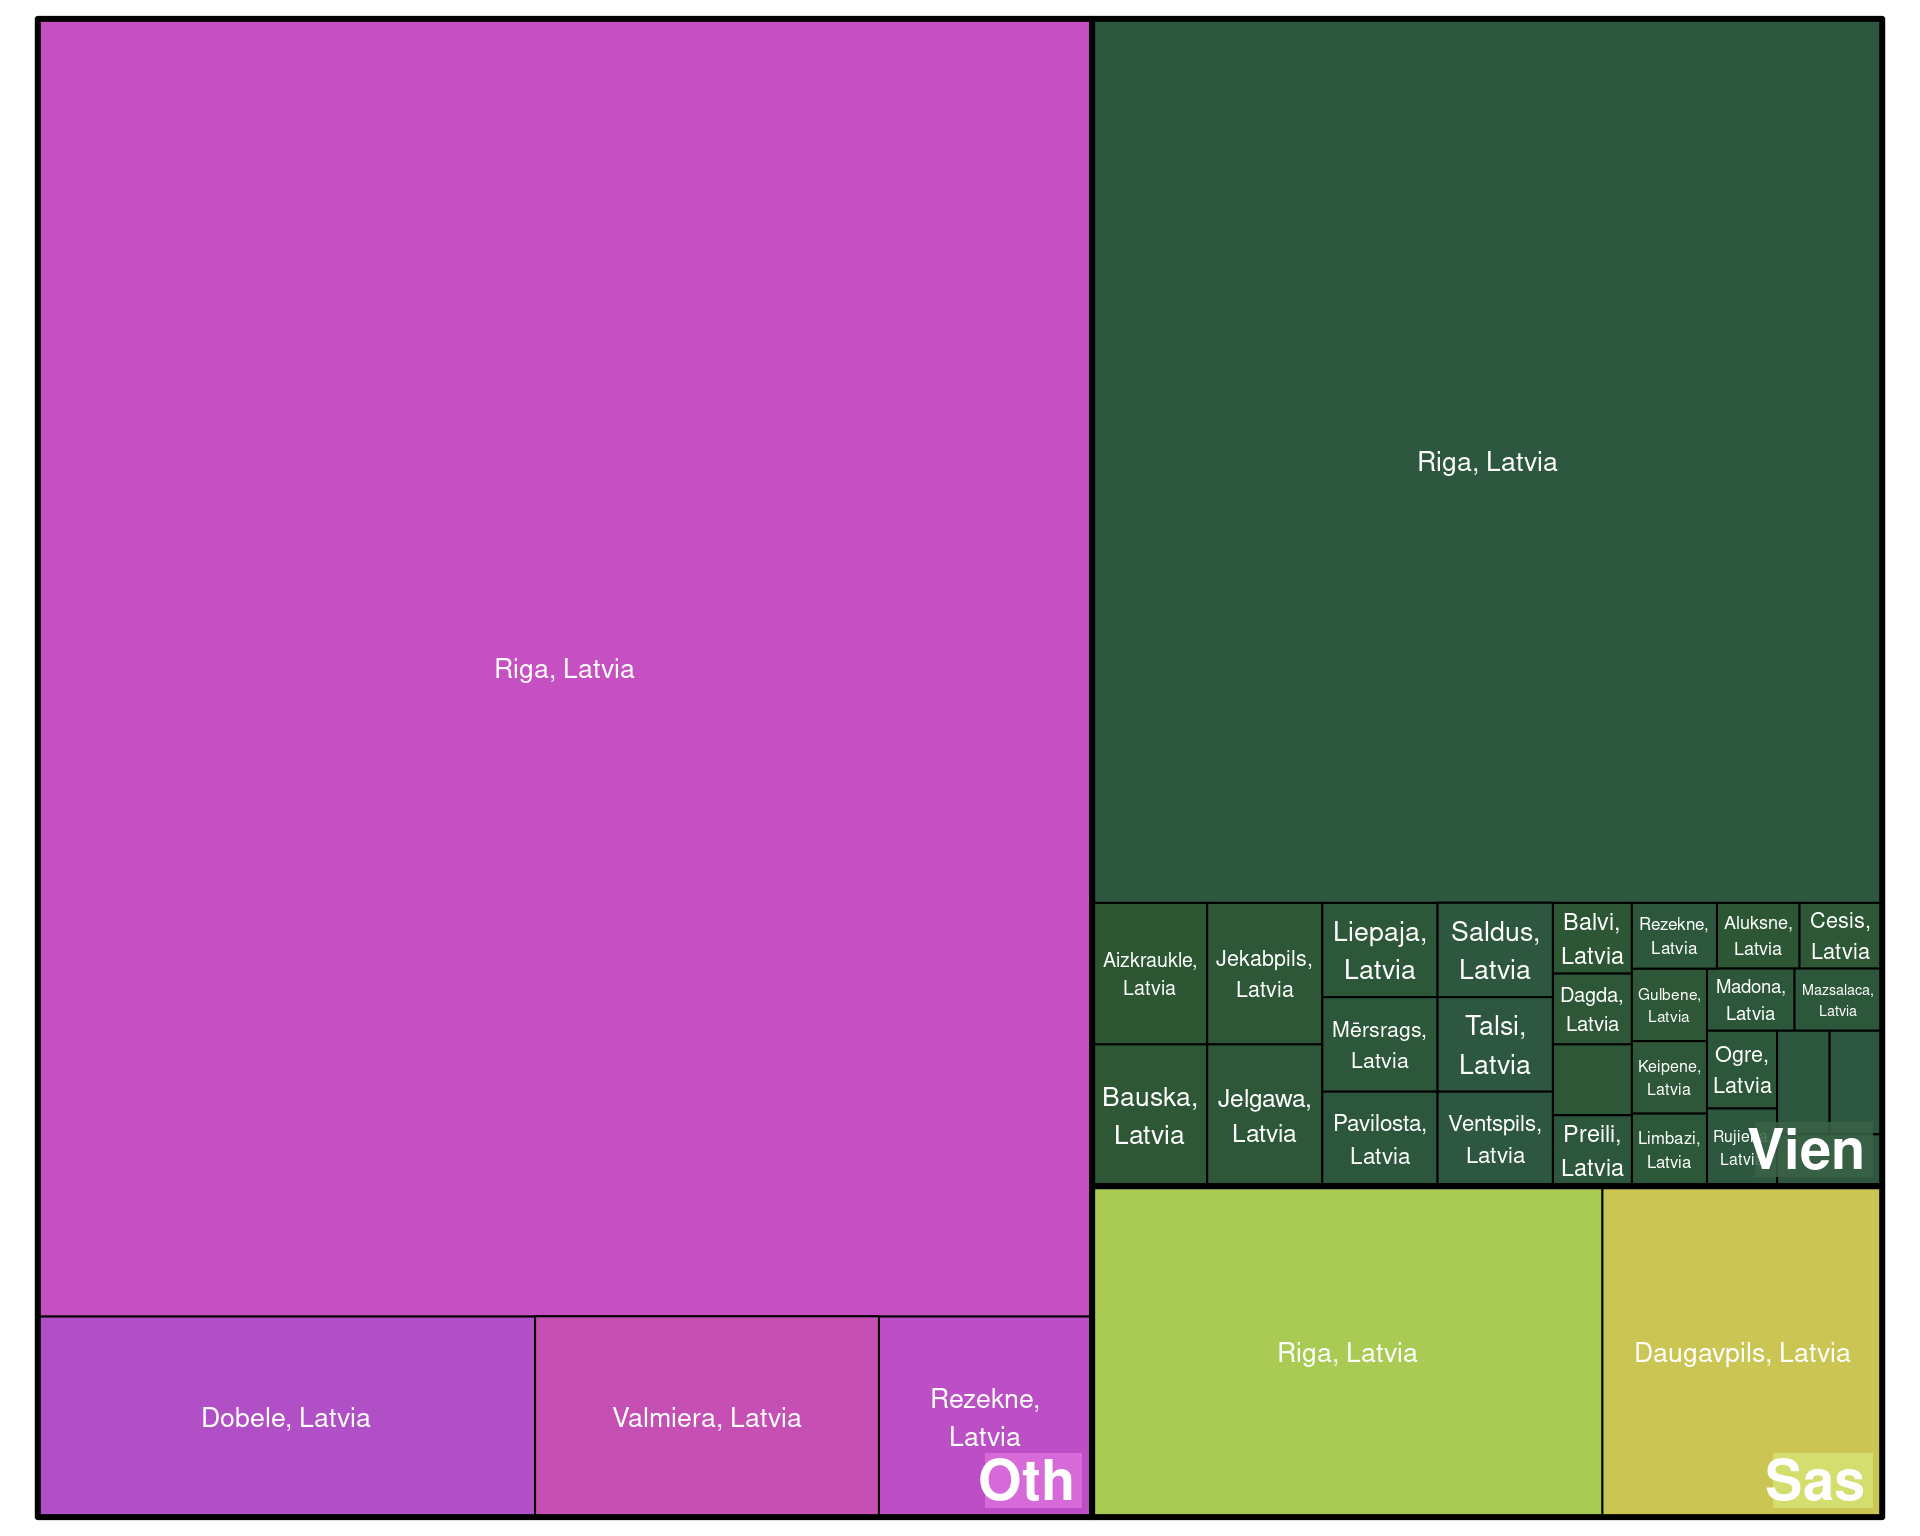 Riga, Latvia
Dobele, Latvia
Valmiera, Latvia
Rezekne,
Latvia
Oth
Riga, Latvia
Aizkraukle,
Latvia
Bauska,
Latvia
Jekabpils,
Latvia
Jelgawa,
Latvia
Liepaja,
Latvia
Mērsrags,
Latvia
Pavilosta,
Latvia
Saldus,
Latvia
Talsi,
Latvia
Ventspils,
Latvia
Balvi,
Latvia
Dagda,
Latvia
Preili,
Latvia
Rezekne,
Latvia
Gulbene,
Latvia
Keipene,
Latvia
Limbazi,
Latvia
Aluksne,
Latvia
Cesis,
Latvia
Madona,
Latvia
Mazsalaca,
Latvia
Ogre,
Latvia
Vien
Riga, Latvia
Daugavpils, Latvia
Sas